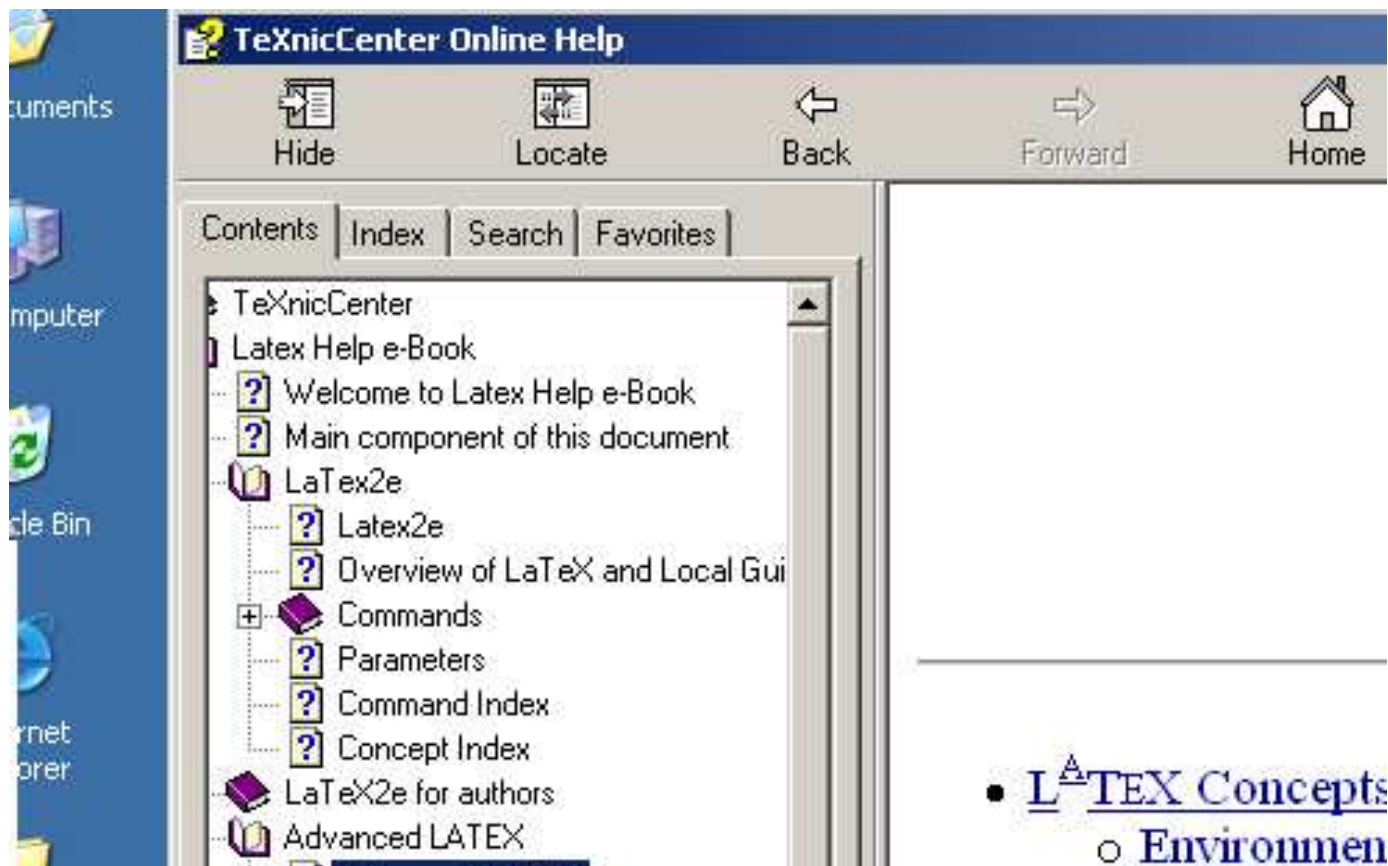 TeXnicCenter Online Help
Hide Locate Back Forward Home
Contents Index Search Favorites
TeXnicCenter
Latex Help e-Book
Welcome to Latex Help e-Book
Main component of this document
LaTex2e
Latex2e
Overview of LaTeX and Local Gui
Commands
Parameters
Command Index
Concept Index
LaTeX2e for authors
Advanced LATEX
cuments
mputer
cle Bin
rnet
orer
LATEX Concepts
Environmen